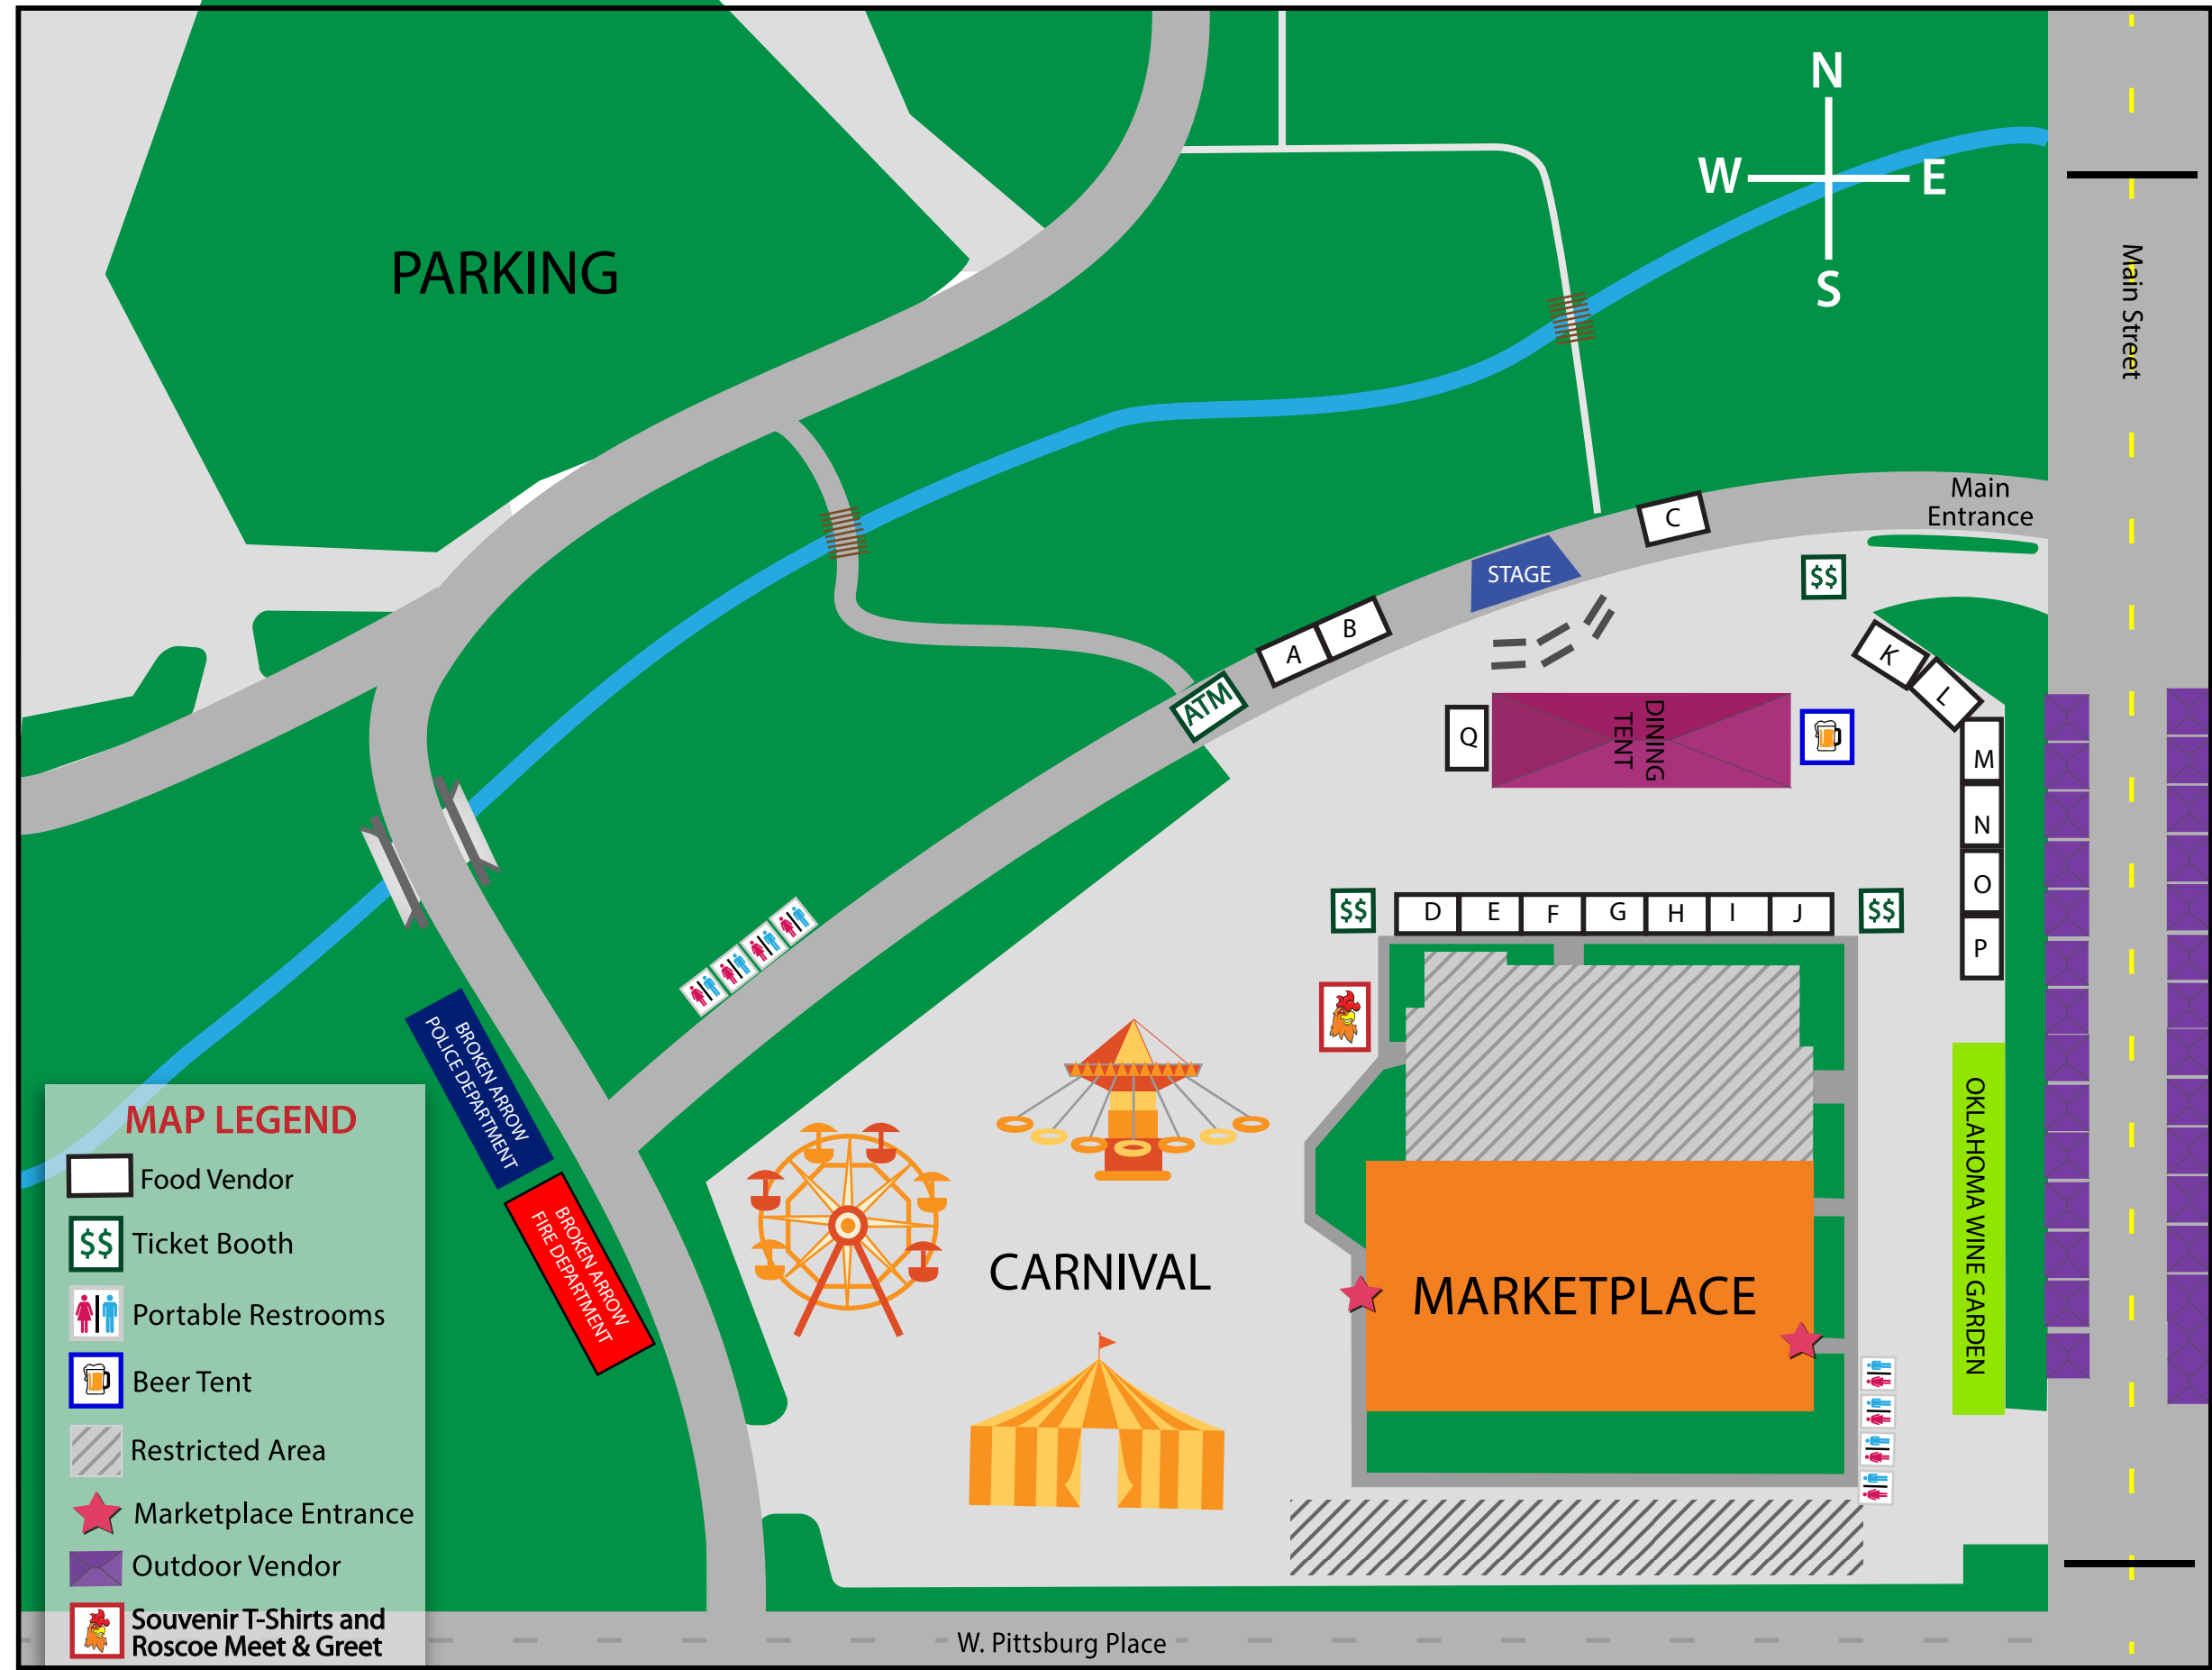 N
W
E
S
PARKING
Main Street
Main
Entrance
C
STAGE
$$
B
A
ATM
K
L
Q
DINING
TENT
M
N
O
P
$$
D
E
F
G
H
I
J
$$
BROKEN ARROW
POLICE DEPARTMENT
BROKEN ARROW
FIRE DEPARTMENT
CARNIVAL
MARKETPLACE
OKLAHOMA WINE GARDEN
MAP LEGEND
Food Vendor
$$ Ticket Booth
Portable Restrooms
Beer Tent
Restricted Area
Marketplace Entrance
Outdoor Vendor
Souvenir T-Shirts and
Roscoe Meet & Greet
W. Pittsburg Place